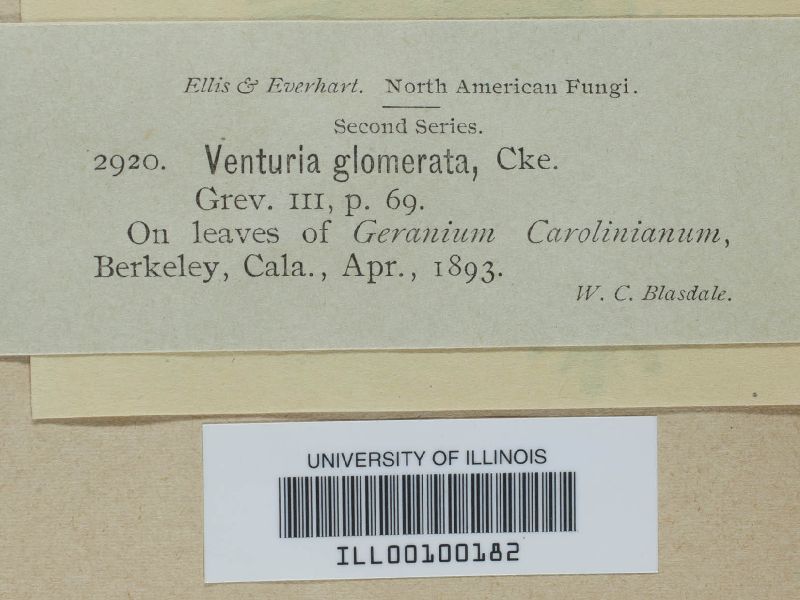 Ellis & Everhart. North American Fungi.
Second Series.
2920. Venturia glomerata, Cke.
Grev. III, p. 69.
On leaves of Geranium Carolinianum,
Berkeley, Cala., Apr., 1893.
W. C. Blasdale.
UNIVERSITY OF ILLINOIS
ILL00100182